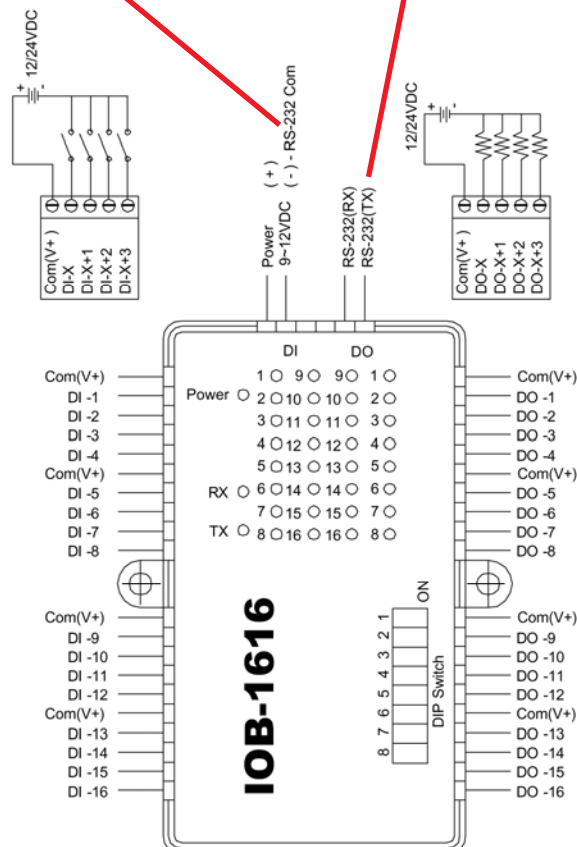 12/24VDC
+ -
Com(V+)
DI-X
DI-X+1
DI-X+2
DI-X+3
Power
9~12VDC
( + )
( - ) - RS-232 Com
RS-232(RX)
RS-232(TX)
12/24VDC
+ -
Com(V+)
DO-X
DO-X+1
DO-X+2
DO-X+3
Com(V+)
DI -1
DI -2
DI -3
DI -4
Com(V+)
DI -5
DI -6
DI -7
DI -8
Com(V+)
DI -9
DI -10
DI -11
DI -12
Com(V+)
DI -13
DI -14
DI -15
DI -16
DI DO
1 9 9 1
Power 2 10 10 2
3 11 11 3
4 12 12 4
5 13 13 5
RX 6 14 14 6
7 15 15 7
TX 8 16 16 8
IOB-1616
ON
1
2
3
4
5
6
7
8
DIP Switch
Com(V+)
DO -1
DO -2
DO -3
DO -4
Com(V+)
DO -5
DO -6
DO -7
DO -8
Com(V+)
DO -9
DO -10
DO -11
DO -12
Com(V+)
DO -13
DO -14
DO -15
DO -16